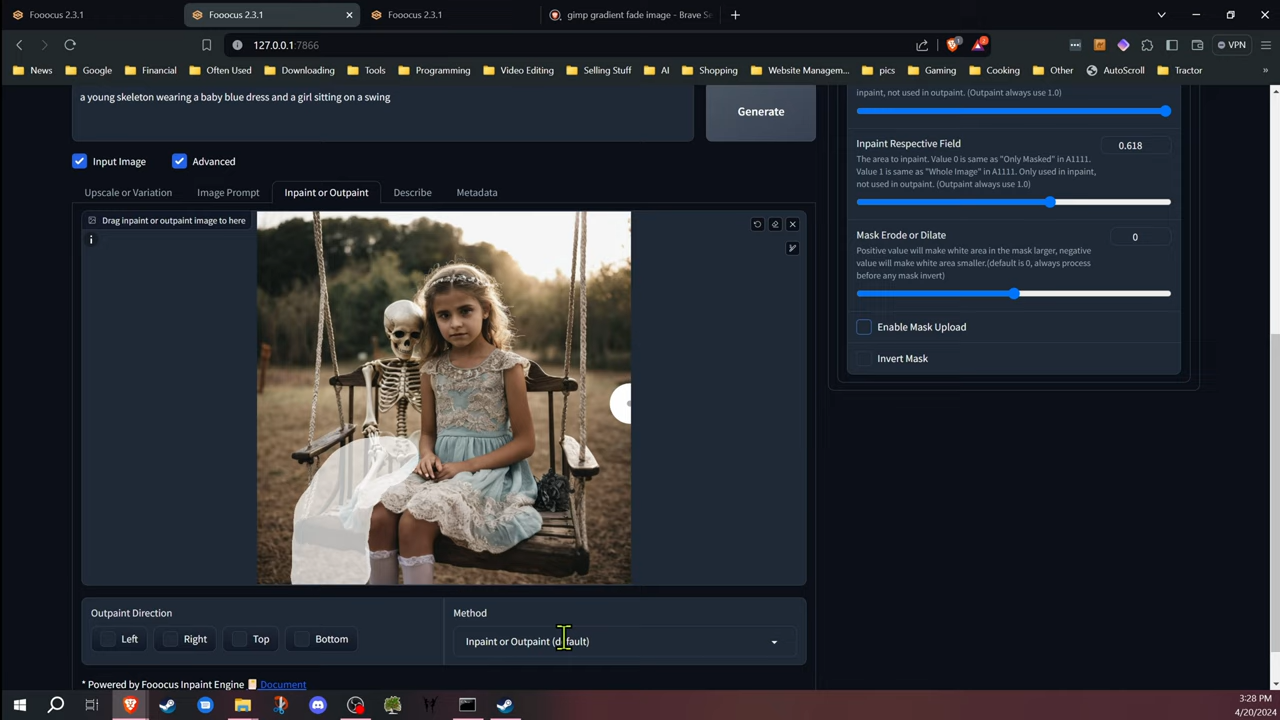 Fooocus 2.3.1
Fooocus 2.3.1
Fooocus 2.3.1
gimp gradient fade image - Brave Se
127.0.0.1:7866
VPN
News
Google
Financial
Often Used
Downloading
Tools
Programming
Video Editing
Selling Stuff
AI
Shopping
Website Managem...
pics
Gaming
Cooking
Other
AutoScroll
Tractor
a young skeleton wearing a baby blue dress and a girl sitting on a swing
Generate
inpaint, not used in outpaint. (Outpaint always use 1.0)
Inpaint Respective Field
0.618
The area to inpaint. Value 0 is same as "Only Masked" in A1111.
Value 1 is same as "Whole Image" in A1111. Only used in inpaint,
not used in outpaint. (Outpaint always use 1.0)
Input Image
Advanced
Upscale or Variation
Image Prompt
Inpaint or Outpaint
Describe
Metadata
Drag inpaint or outpaint image to here
Mask Erode or Dilate
0
Positive value will make white area in the mask larger, negative
value will make white area smaller.(default is 0, always process
before any mask invert)
Enable Mask Upload
Invert Mask
Outpaint Direction
Left
Right
Top
Bottom
Method
Inpaint or Outpaint (default)
* Powered by Fooocus Inpaint Engine
Document
3:28 PM
4/20/2024